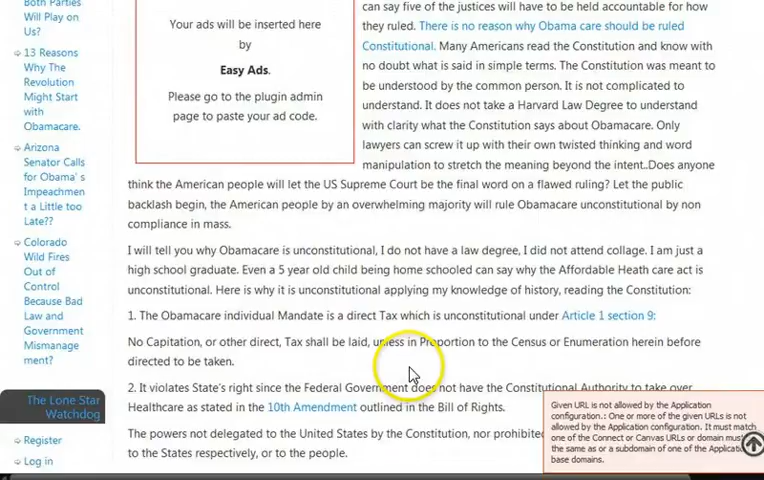 Both Parties
Will Play on
Us?
13 Reasons
Why The
Revolution
Might Start
with
Obamacare.
Arizona
Senator Calls
for Obama's
Impeachmen
t a Little too
Late??
Colorado
Wild Fires
Out of
Control
Because Bad
Law and
Government
Mismanage
ment?
The Lone Star
Watchdog
Register
Log in
Your ads will be inserted here
by
Easy Ads.
Please go to the plugin admin
page to paste your ad code.
can say five of the justices will have to be held accountable for how
they ruled. There is no reason why Obama care should be ruled
Constitutional. Many Americans read the Constitution and know with
no doubt what is said in simple terms. The Constitution was meant to
be understood by the common person. It is not complicated to
understand. It does not take a Harvard Law Degree to understand
with clarity what the Constitution says about Obamacare. Only
lawyers can screw it up with their own twisted thinking and word
manipulation to stretch the meaning beyond the intent..Does anyone
think the American people will let the US Supreme Court be the final word on a flawed ruling? Let the public
backlash begin, the American people by an overwhelming majority will rule Obamacare unconstitutional by non
compliance in mass.
I will tell you why Obamacare is unconstitutional, I do not have a law degree, I did not attend collage. I am just a
high school graduate. Even a 5 year old child being home schooled can say why the Affordable Heath care act is
unconstitutional. Here is why it is unconstitutional applying my knowledge of history, reading the Constitution:
1. The Obamacare individual Mandate is a direct Tax which is unconstitutional under Article 1 section 9:
No Capitation, or other direct, Tax shall be laid, unless in Proportion to the Census or Enumeration herein before
directed to be taken.
2. It violates State's right since the Federal Government does not have the Constitutional Authority to take over
Healthcare as stated in the 10th Amendment outlined in the Bill of Rights.
The powers not delegated to the United States by the Constitution, nor prohibited
to the States respectively, or to the people.
Given URL is not allowed by the Application
configuration.: One or more of the given URLs is not
allowed by the Application configuration. It must match
one of the Connect or Canvas URLs or domain must
the same as or a subdomain of one of the
base domains.